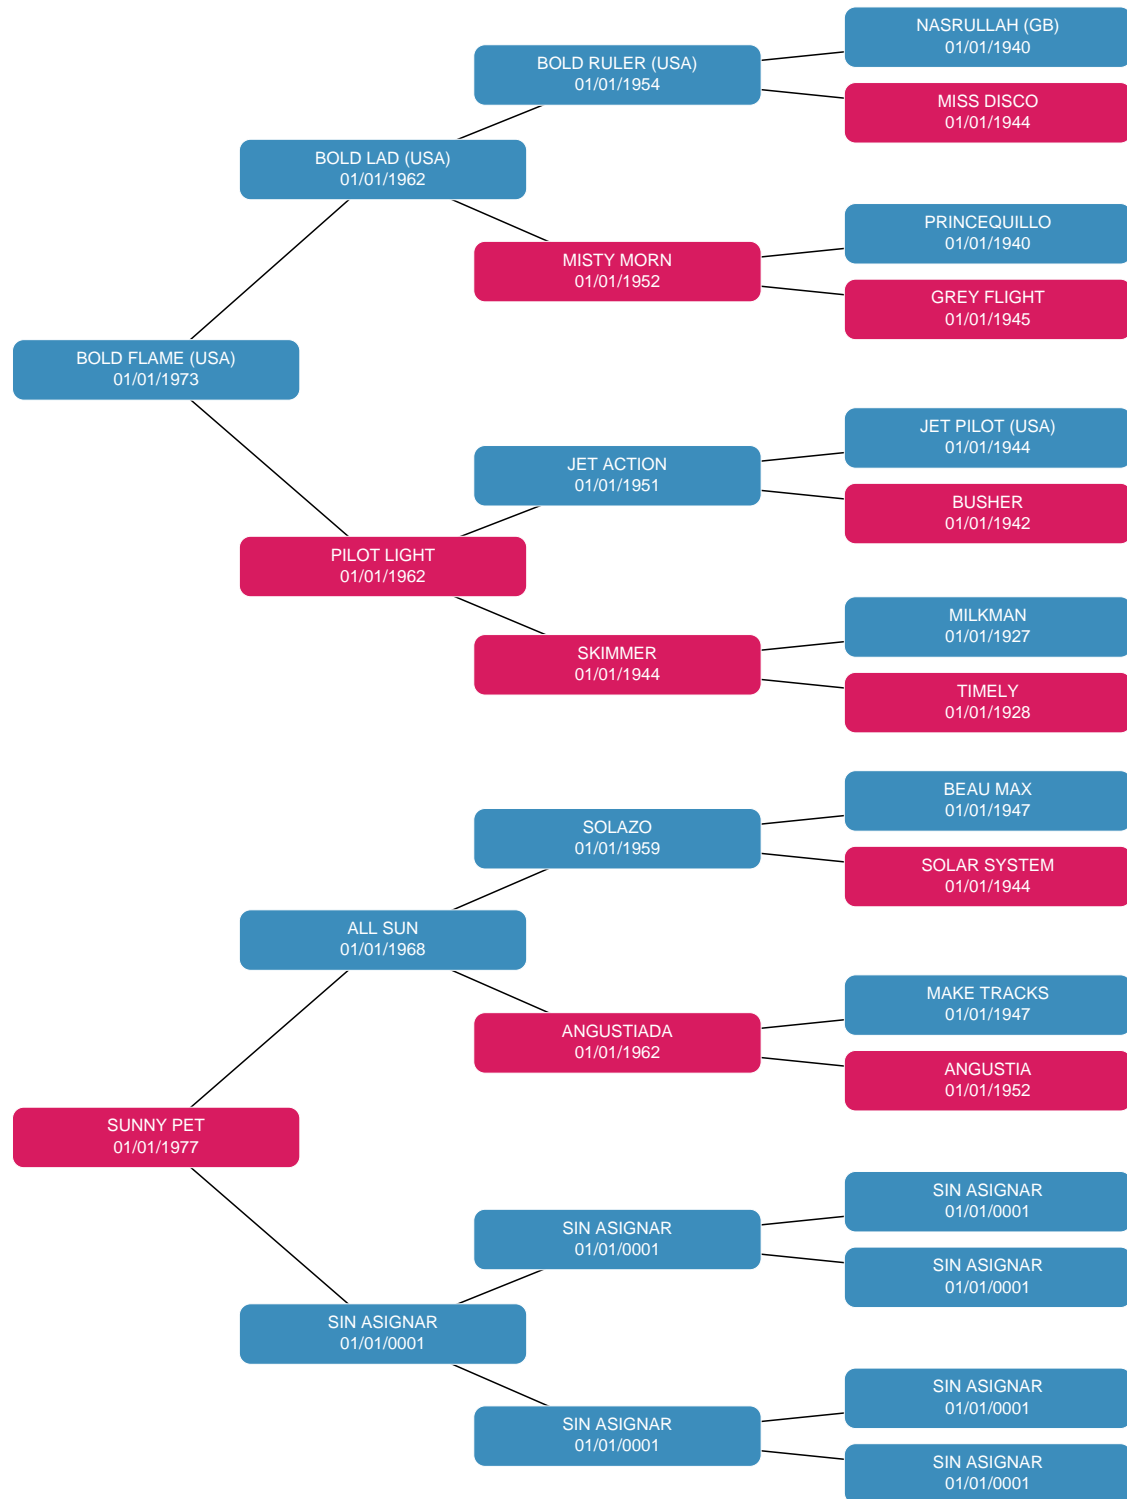 NASRULLAH (GB)
01/01/1940
BOLD RULER (USA)
01/01/1954
MISS DISCO
01/01/1944
BOLD LAD (USA)
01/01/1962
PRINCEQUILLO
01/01/1940
MISTY MORN
01/01/1952
GREY FLIGHT
01/01/1945
BOLD FLAME (USA)
01/01/1973
JET PILOT (USA)
01/01/1944
JET ACTION
01/01/1951
BUSHER
01/01/1942
PILOT LIGHT
01/01/1962
MILKMAN
01/01/1927
SKIMMER
01/01/1944
TIMELY
01/01/1928
BEAU MAX
01/01/1947
SOLAZO
01/01/1959
SOLAR SYSTEM
01/01/1944
ALL SUN
01/01/1968
MAKE TRACKS
01/01/1947
ANGUSTIADA
01/01/1962
ANGUSTIA
01/01/1952
SUNNY PET
01/01/1977
SIN ASIGNAR
01/01/0001
SIN ASIGNAR
01/01/0001
SIN ASIGNAR
01/01/0001
SIN ASIGNAR
01/01/0001
SIN ASIGNAR
01/01/0001
SIN ASIGNAR
01/01/0001
SIN ASIGNAR
01/01/0001